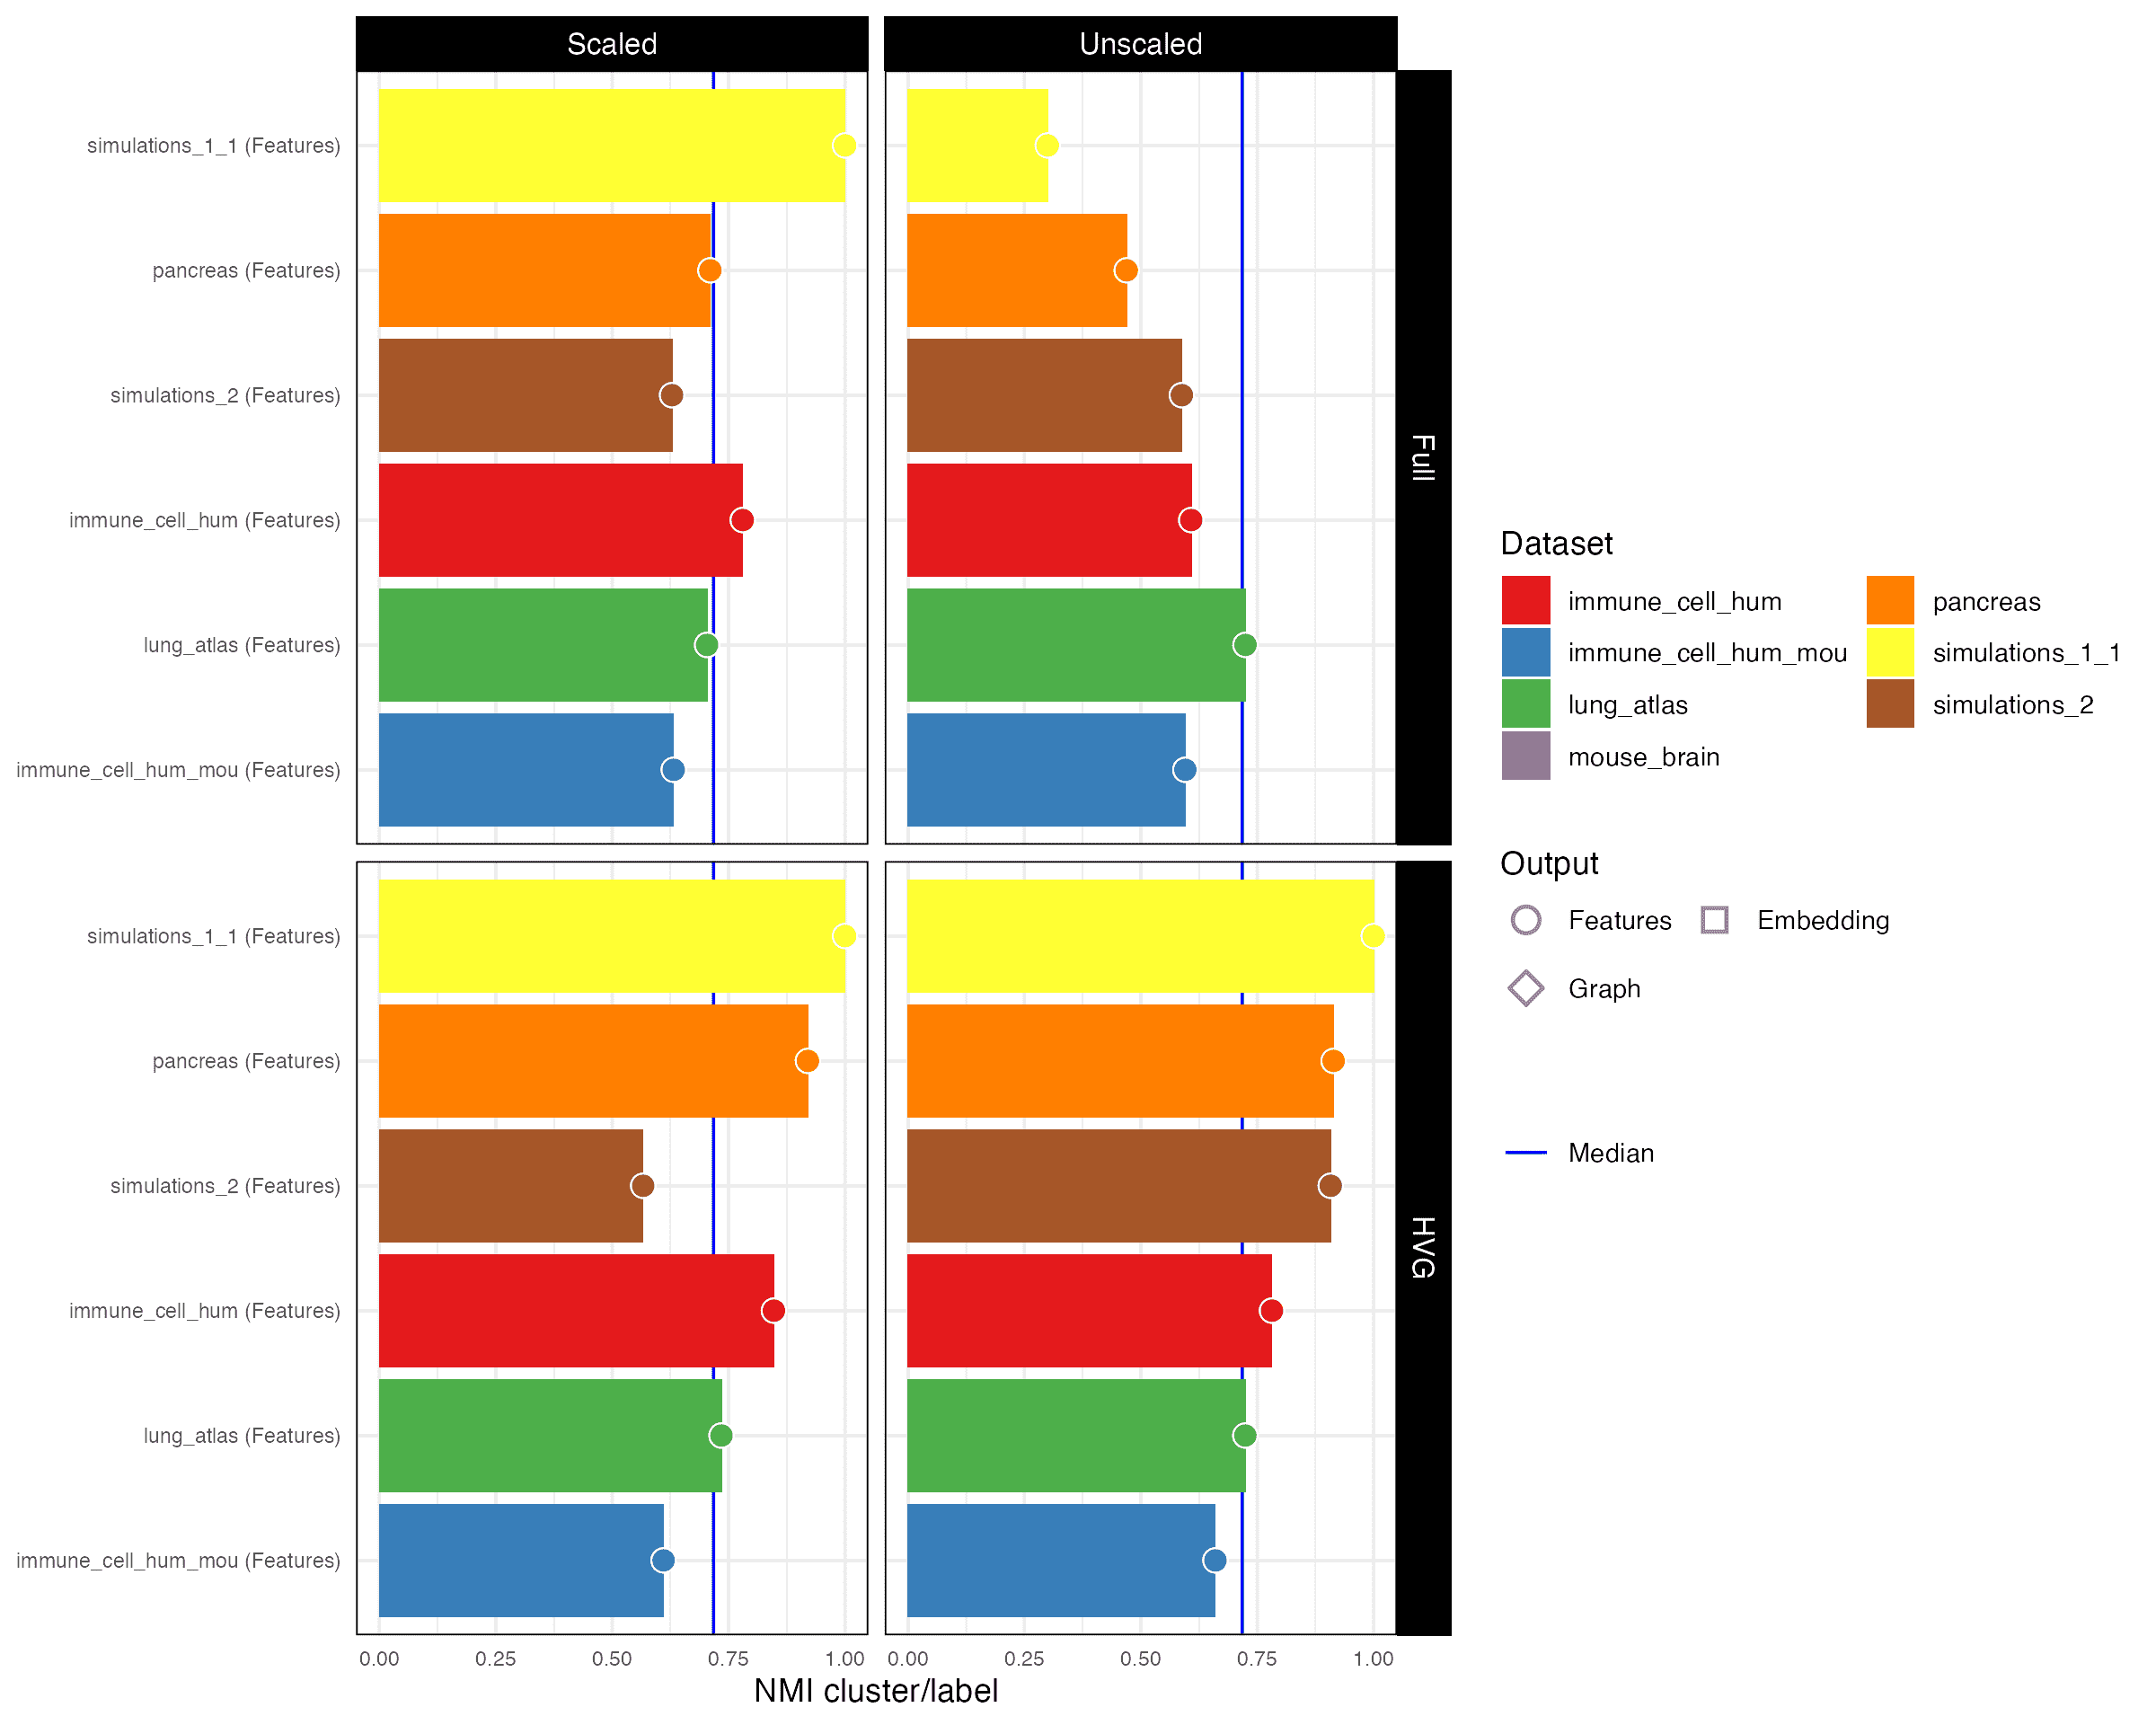 Scaled
Unscaled
simulations_1_1 (Features)
pancreas (Features)
simulations_2 (Features)
immune_cell_hum (Features)
lung_atlas (Features)
immune_cell_hum_mou (Features)
Full
simulations_1_1 (Features)
pancreas (Features)
simulations_2 (Features)
immune_cell_hum (Features)
lung_atlas (Features)
immune_cell_hum_mou (Features)
HVG
0.00 0.25 0.50 0.75 1.00
0.00 0.25 0.50 0.75 1.00
NMI cluster/label
Dataset
immune_cell_hum
immune_cell_hum_mou
lung_atlas
mouse_brain
pancreas
simulations_1_1
simulations_2
Output
Features
Embedding
Graph
Median